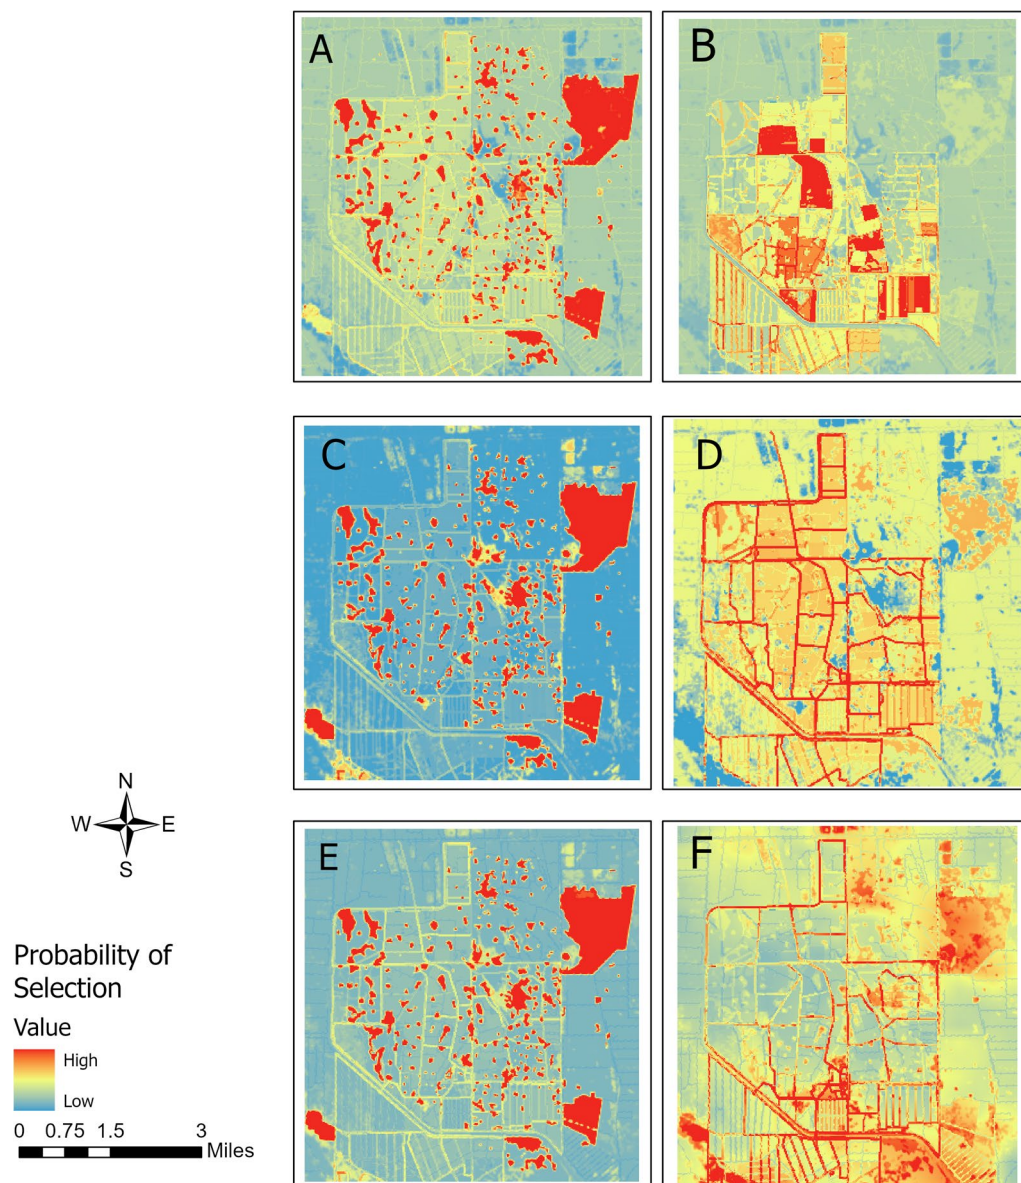 A
B
C
D
N
W E
S
E
F
Probability of
Selection
Value
High
Low
0 0.75 1.5 3
Miles